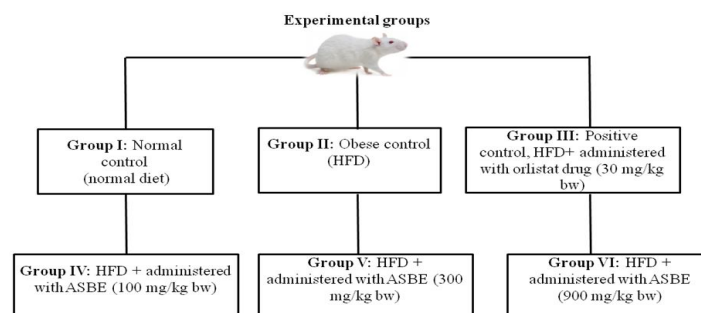 Experimental groups
Group I: Normal
control
(normal diet)
Group II: Obese control
(HFD)
Group III: Positive
control, HFD+ administered
with orlistat drug (30 mg/kg
bw)
Group IV: HFD + administered
with ASBE (100 mg/kg bw)
Group V: HFD +
administered with ASBE (300
mg/kg bw)
Group VI: HFD +
administered with ASBE
(900 mg/kg bw)